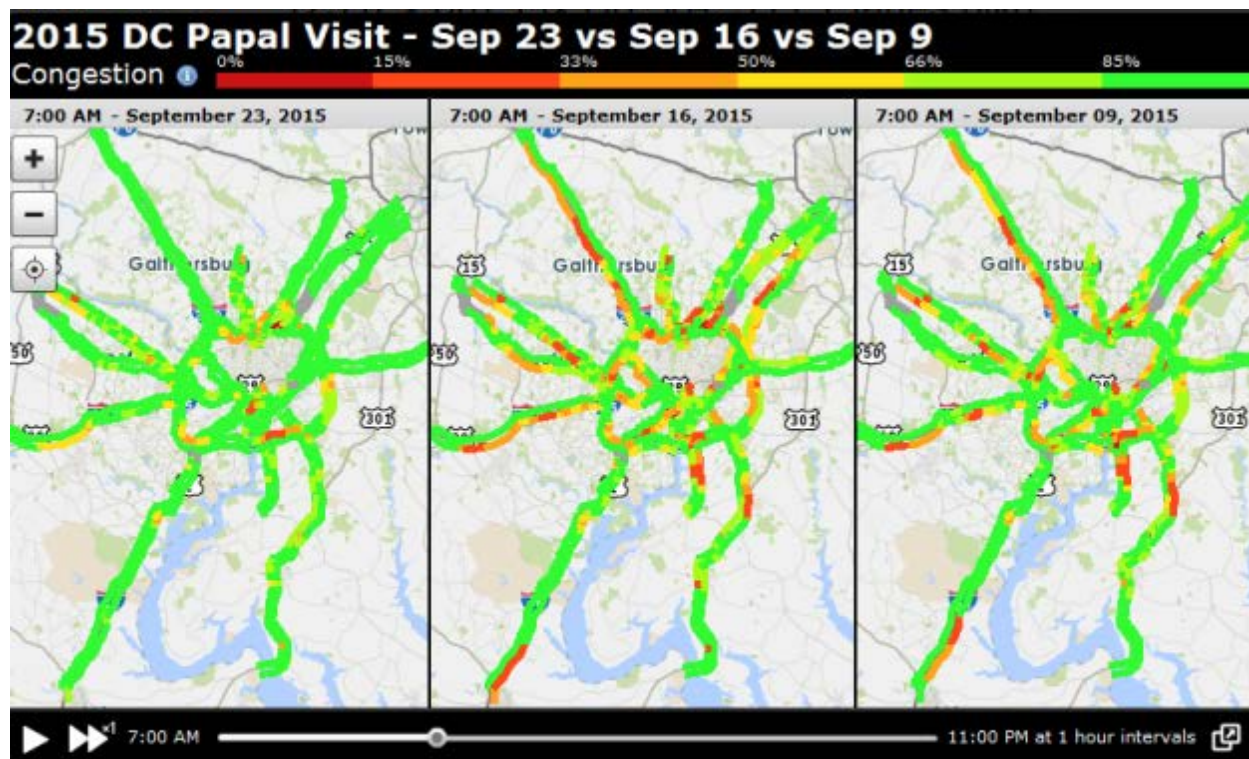 2015 DC Papal Visit - Sep 23 vs Sep 16 vs Sep 9
Congestion
0% 15% 33% 50% 66% 85%
7:00 AM - September 23, 2015
7:00 AM - September 16, 2015
7:00 AM - September 09, 2015
+
−
15
15
50
50
50
301
301
301
x1 7:00 AM
11:00 PM at 1 hour intervals